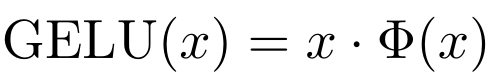 GELU(x) = x · Φ(x)